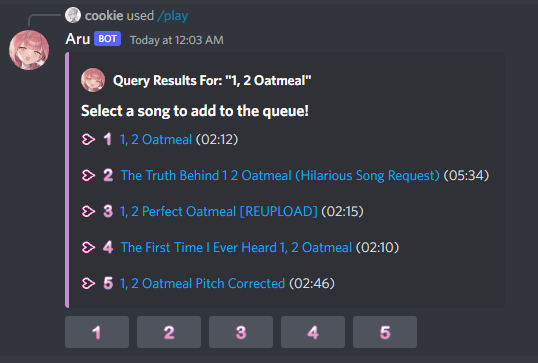 cookie used /play
Aru BOT Today at 12:03 AM
Query Results For: "1, 2 Oatmeal"
Select a song to add to the queue!
1 1, 2 Oatmeal (02:12)
2 The Truth Behind 1 2 Oatmeal (Hilarious Song Request) (05:34)
3 1, 2 Perfect Oatmeal [REUPLOAD] (02:15)
4 The First Time I Ever Heard 1, 2 Oatmeal (02:10)
5 1, 2 Oatmeal Pitch Corrected (02:46)
1 2 3 4 5